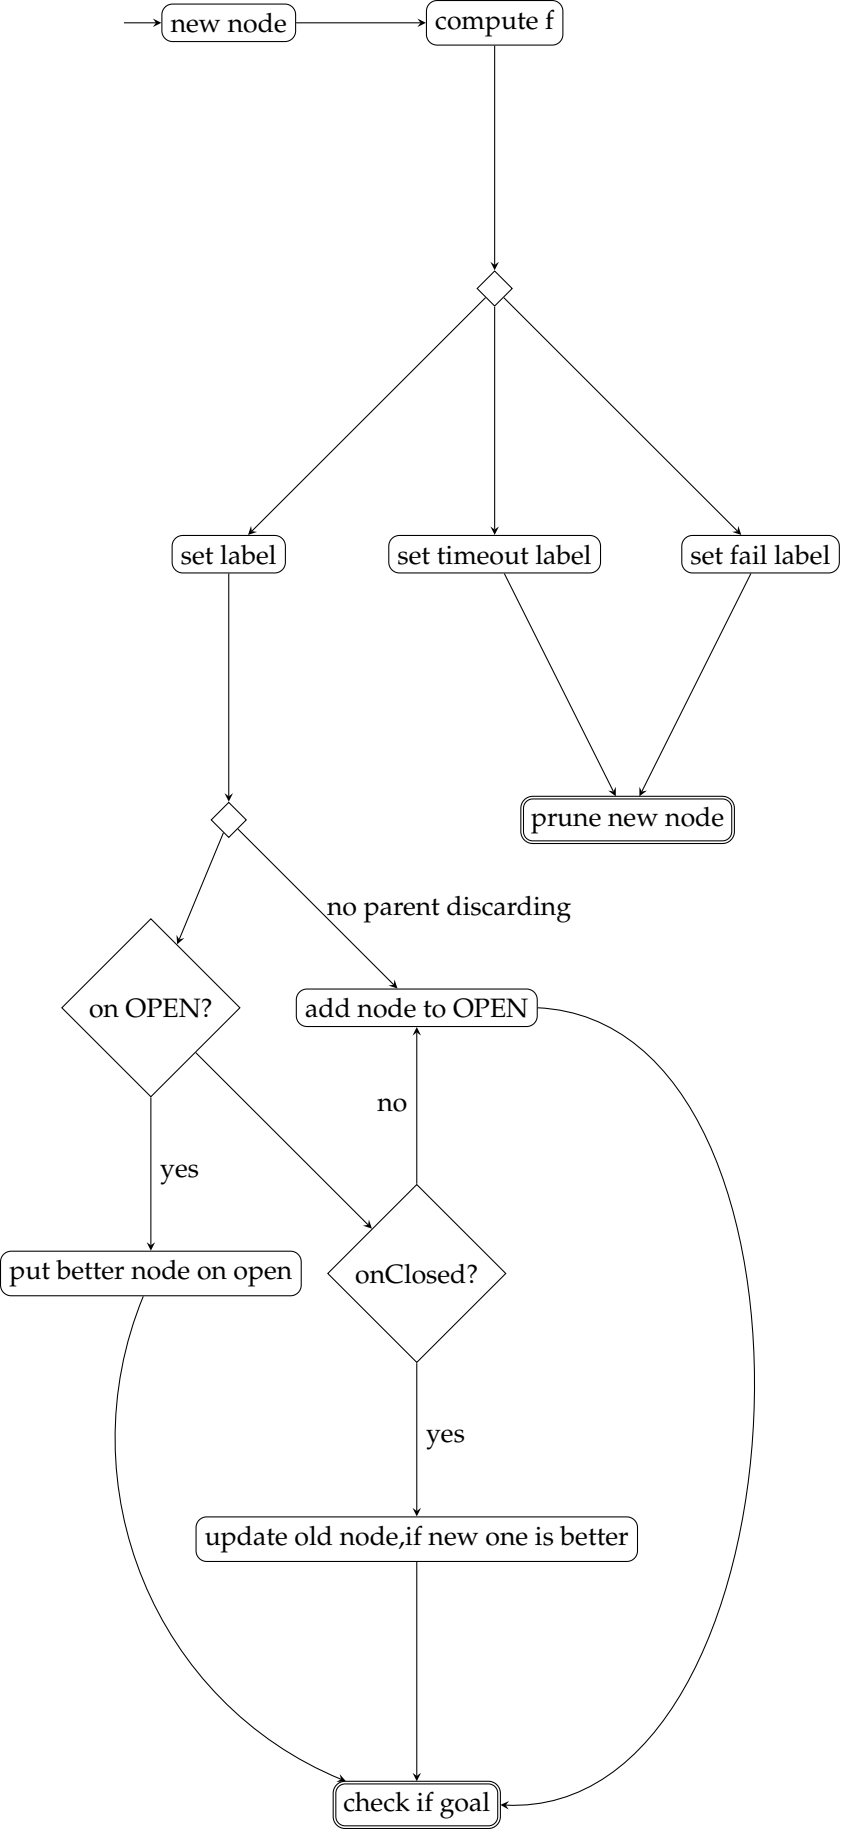 new node
compute f
set label
set timeout label
set fail label
prune new node
no parent discarding
on OPEN?
add node to OPEN
no
yes
put better node on open
onClosed?
yes
update old node,if new one is better
check if goal